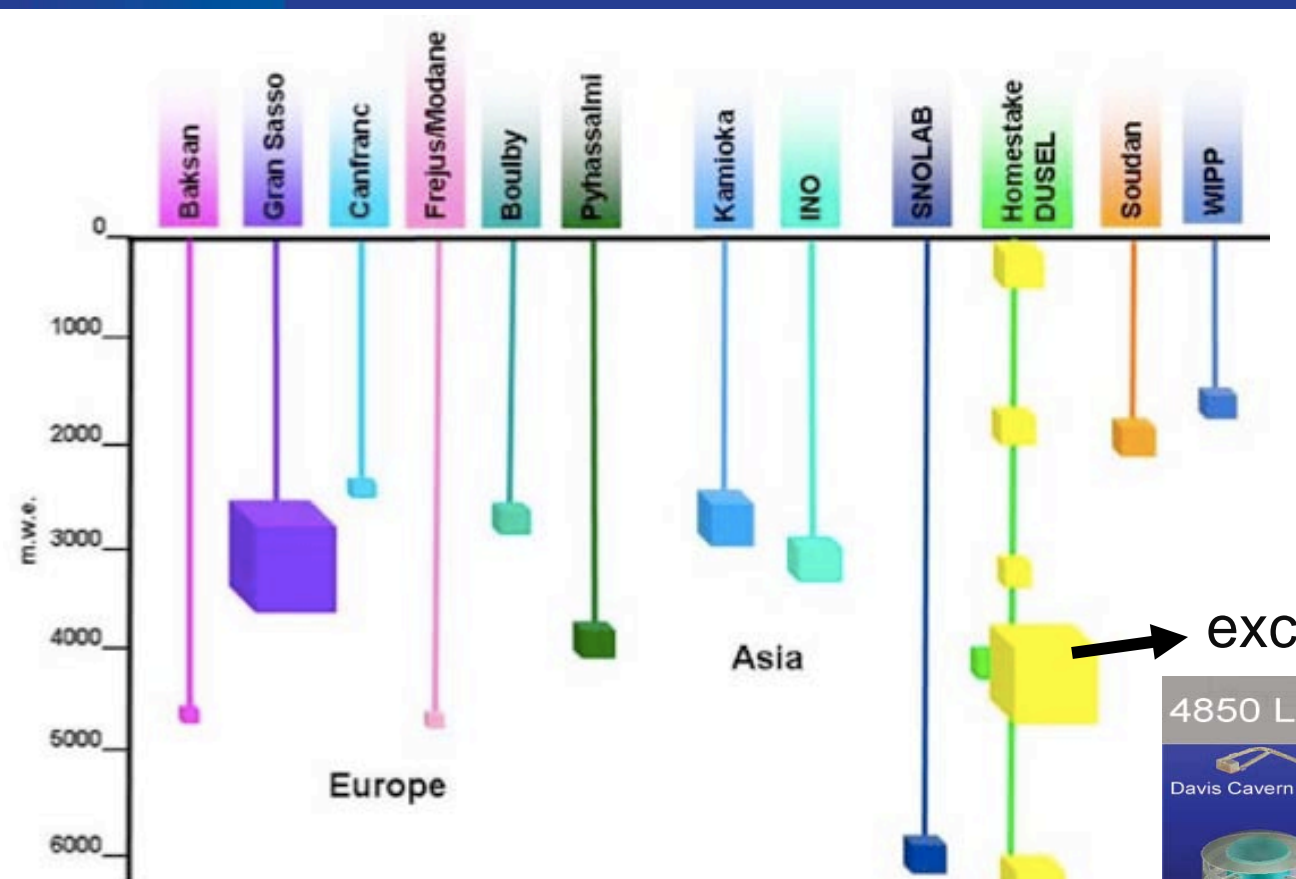 Baksan
Gran Sasso
Canfranc
Frejus/Modane
Boulby
Pyhassalmi
Kamioka
INO
SNOLAB
Homestake
DUSEL
Soudan
WIPP
0
1000
2000
3000
4000
5000
6000
m.w.e.
Asia
Europe
exc
4850 L
Davis Cavern